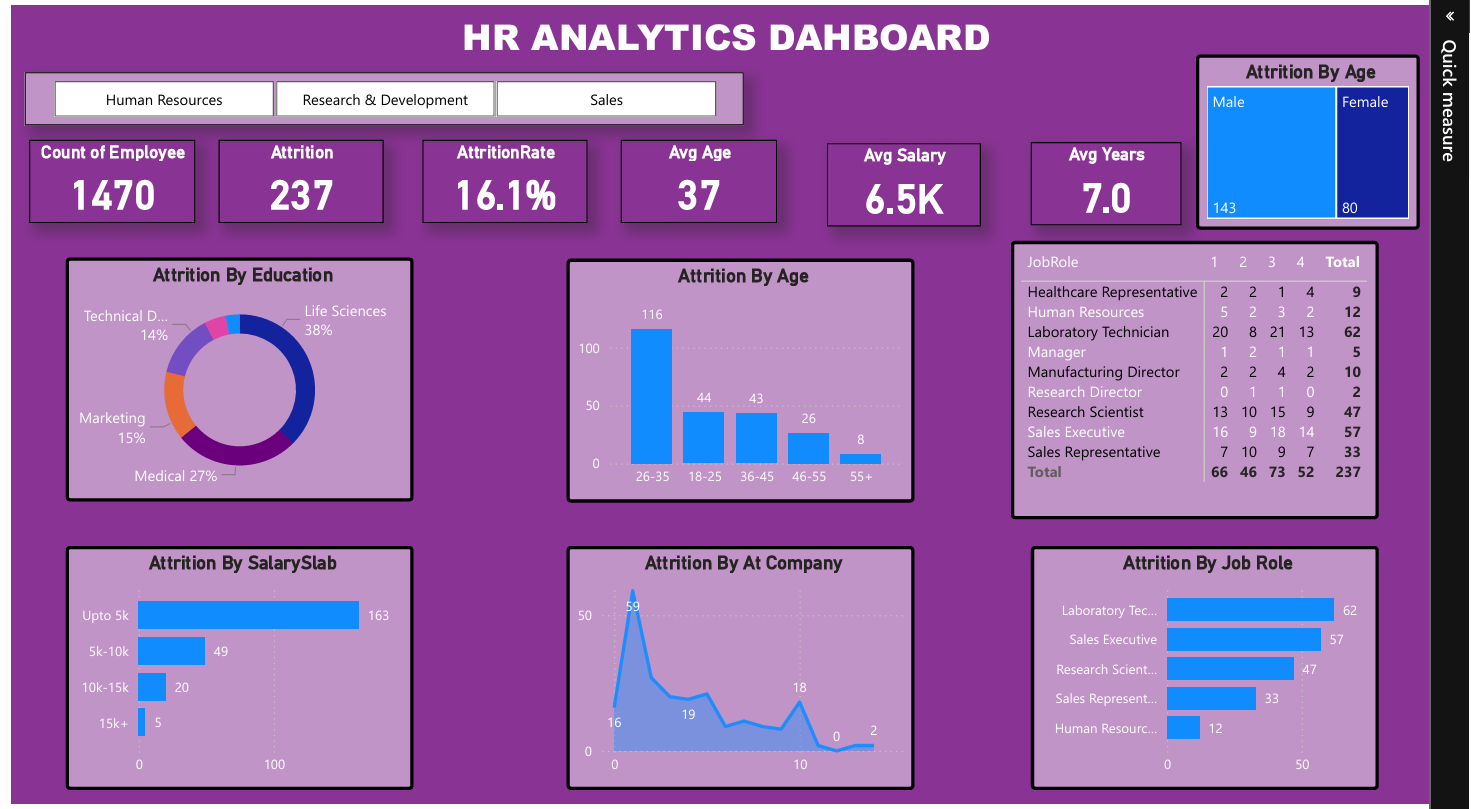 HR ANALYTICS DAHBOARD
«
Quick measure
Human Resources Research & Development Sales
Attrition By Age
Male Female
143 80
Count of Employee
1470
Attrition
237
AttritionRate
16.1%
Avg Age
37
Avg Salary
6.5K
Avg Years
7.0
Attrition By Education
Life Sciences
38%
Technical D...
14%
Marketing
15%
Medical 27%
Attrition By Age
116
100
44
43
50
26
8
0
26-35 18-25 36-45 46-55 55+
JobRole 1 2 3 4 Total
Healthcare Representative 2 2 1 4 9
Human Resources 5 2 3 2 12
Laboratory Technician 20 8 21 13 62
Manager 1 2 1 1 5
Manufacturing Director 2 2 4 2 10
Research Director 0 1 1 0 2
Research Scientist 13 10 15 9 47
Sales Executive 16 9 18 14 57
Sales Representative 7 10 9 7 33
Total 66 46 73 52 237
Attrition By SalarySlab
Upto 5k 163
5k-10k 49
10k-15k 20
15k+ 5
0 100
Attrition By At Company
59
50
18
19
16
0
2
0
0 10
Attrition By Job Role
Laboratory Tec... 62
Sales Executive 57
Research Scient... 47
Sales Represent... 33
Human Resourc... 12
0 50